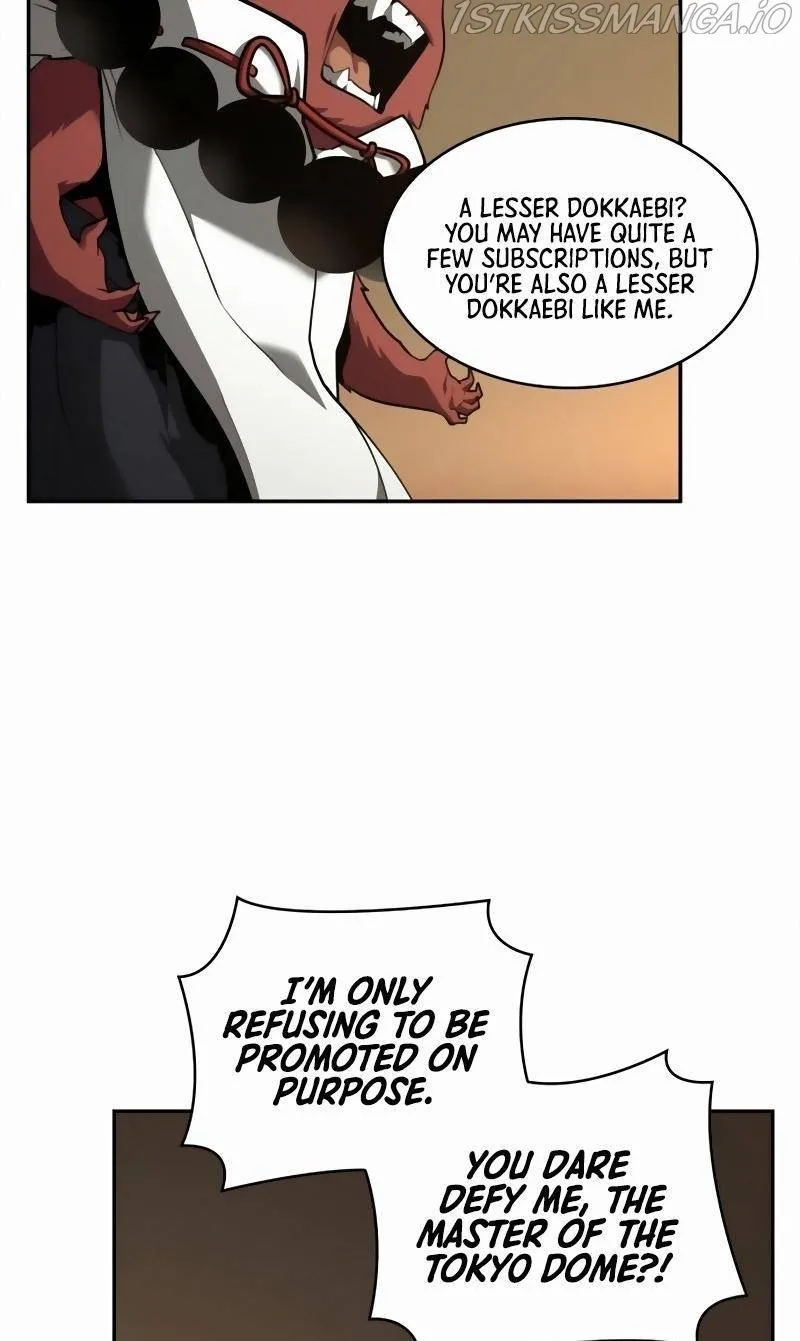 1STKISSMANGA.iO
A LESSER DOKKAEBI?
YOU MAY HAVE QUITE A
FEW SUBSCRIPTIONS, BUT
YOU'RE ALSO A LESSER
DOKKAEBI LIKE ME.
I'M ONLY
REFUSING TO BE
PROMOTED ON
PURPOSE.
YOU DARE
DEFY ME, THE
MASTER OF THE
TOKYO DOME?!